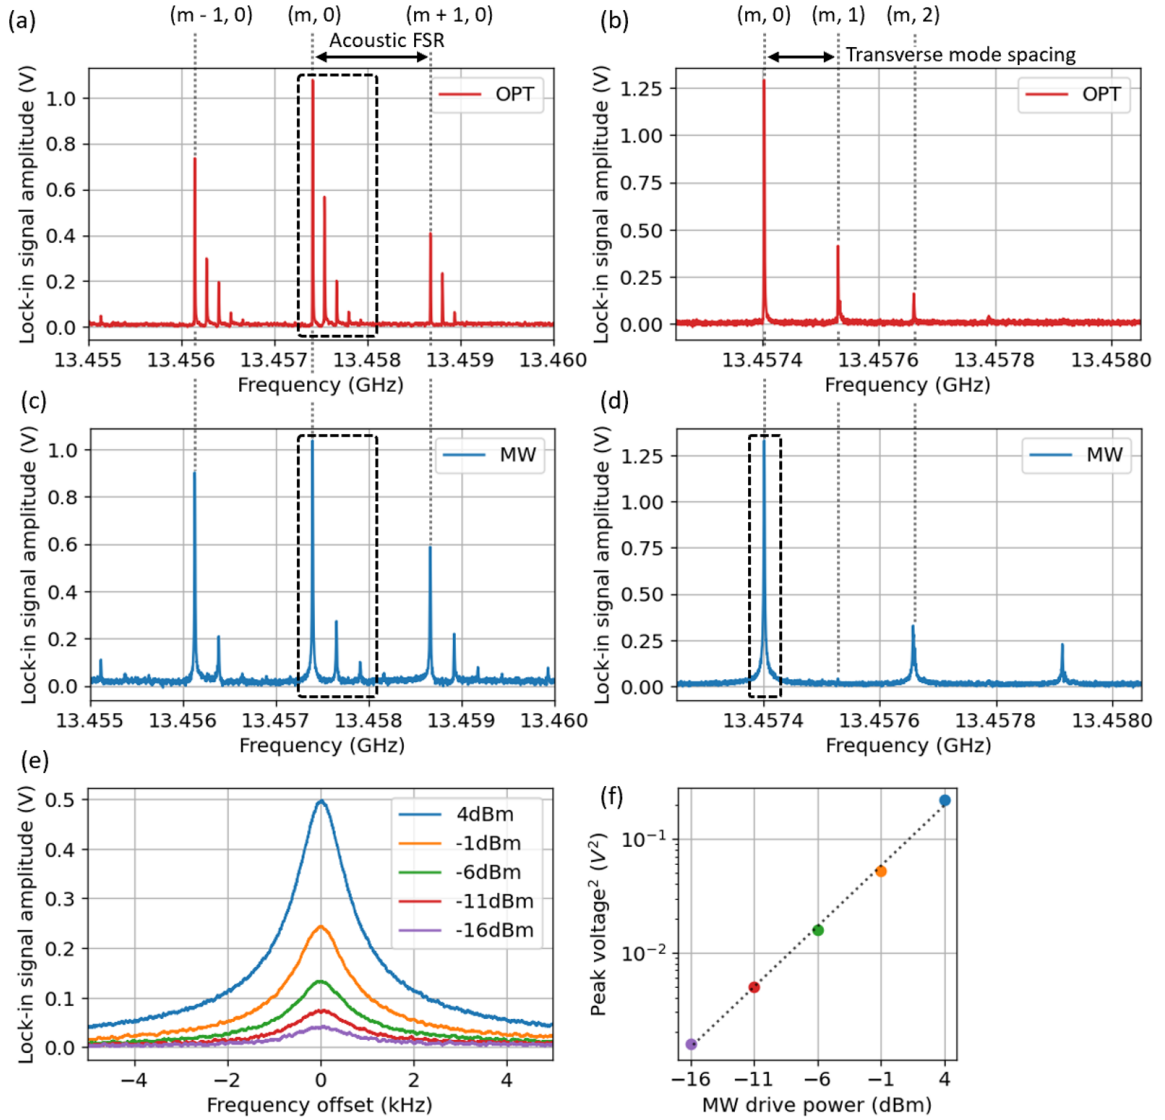 (a)
(m - 1, 0)
(m, 0)
(m + 1, 0)
Acoustic FSR
Lock-in signal amplitude (V)
1.0
0.8
0.6
0.4
0.2
0.0
OPT
13.455
13.456
13.457
13.458
13.459
13.460
Frequency (GHz)
(b)
(m, 0)
(m, 1)
(m, 2)
Transverse mode spacing
Lock-in signal amplitude (V)
1.25
1.00
0.75
0.50
0.25
0.00
OPT
13.4574
13.4576
13.4578
13.4580
Frequency (GHz)
(c)
Lock-in signal amplitude (V)
1.0
0.8
0.6
0.4
0.2
0.0
MW
13.455
13.456
13.457
13.458
13.459
13.460
Frequency (GHz)
(d)
Lock-in signal amplitude (V)
1.25
1.00
0.75
0.50
0.25
0.00
MW
13.4574
13.4576
13.4578
13.4580
Frequency (GHz)
(e)
Lock-in signal amplitude (V)
0.5
0.4
0.3
0.2
0.1
0.0
4dBm
-1dBm
-6dBm
-11dBm
-16dBm
−4
−2
0
2
4
Frequency offset (kHz)
(f)
Peak voltage² (V²)
10⁻¹
10⁻²
−16
−11
−6
−1
4
MW drive power (dBm)